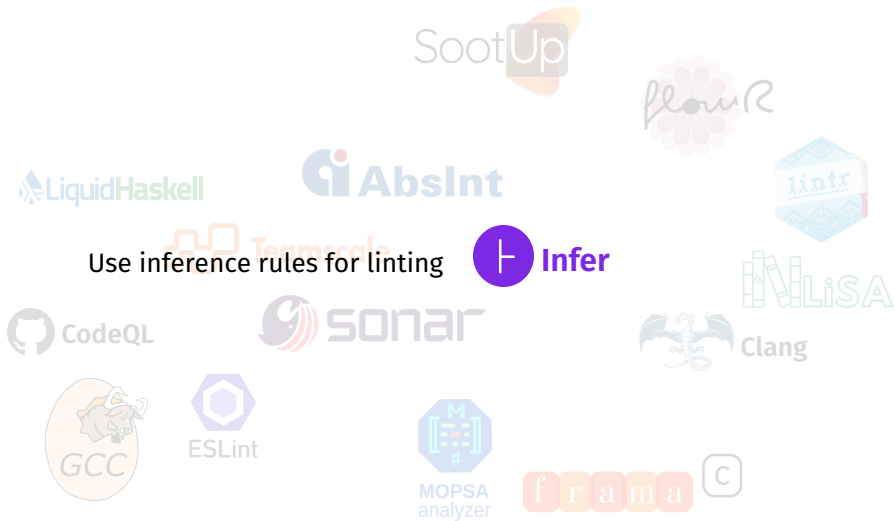 SootUp
flowR
lintr
AbsInt
LiquidHaskell
Teamscale
Use inference rules for linting
⊢ Infer
LiSA
sonar
CodeQL
Clang
GCC
ESLint
M
#
MOPSA
analyzer
frama
C